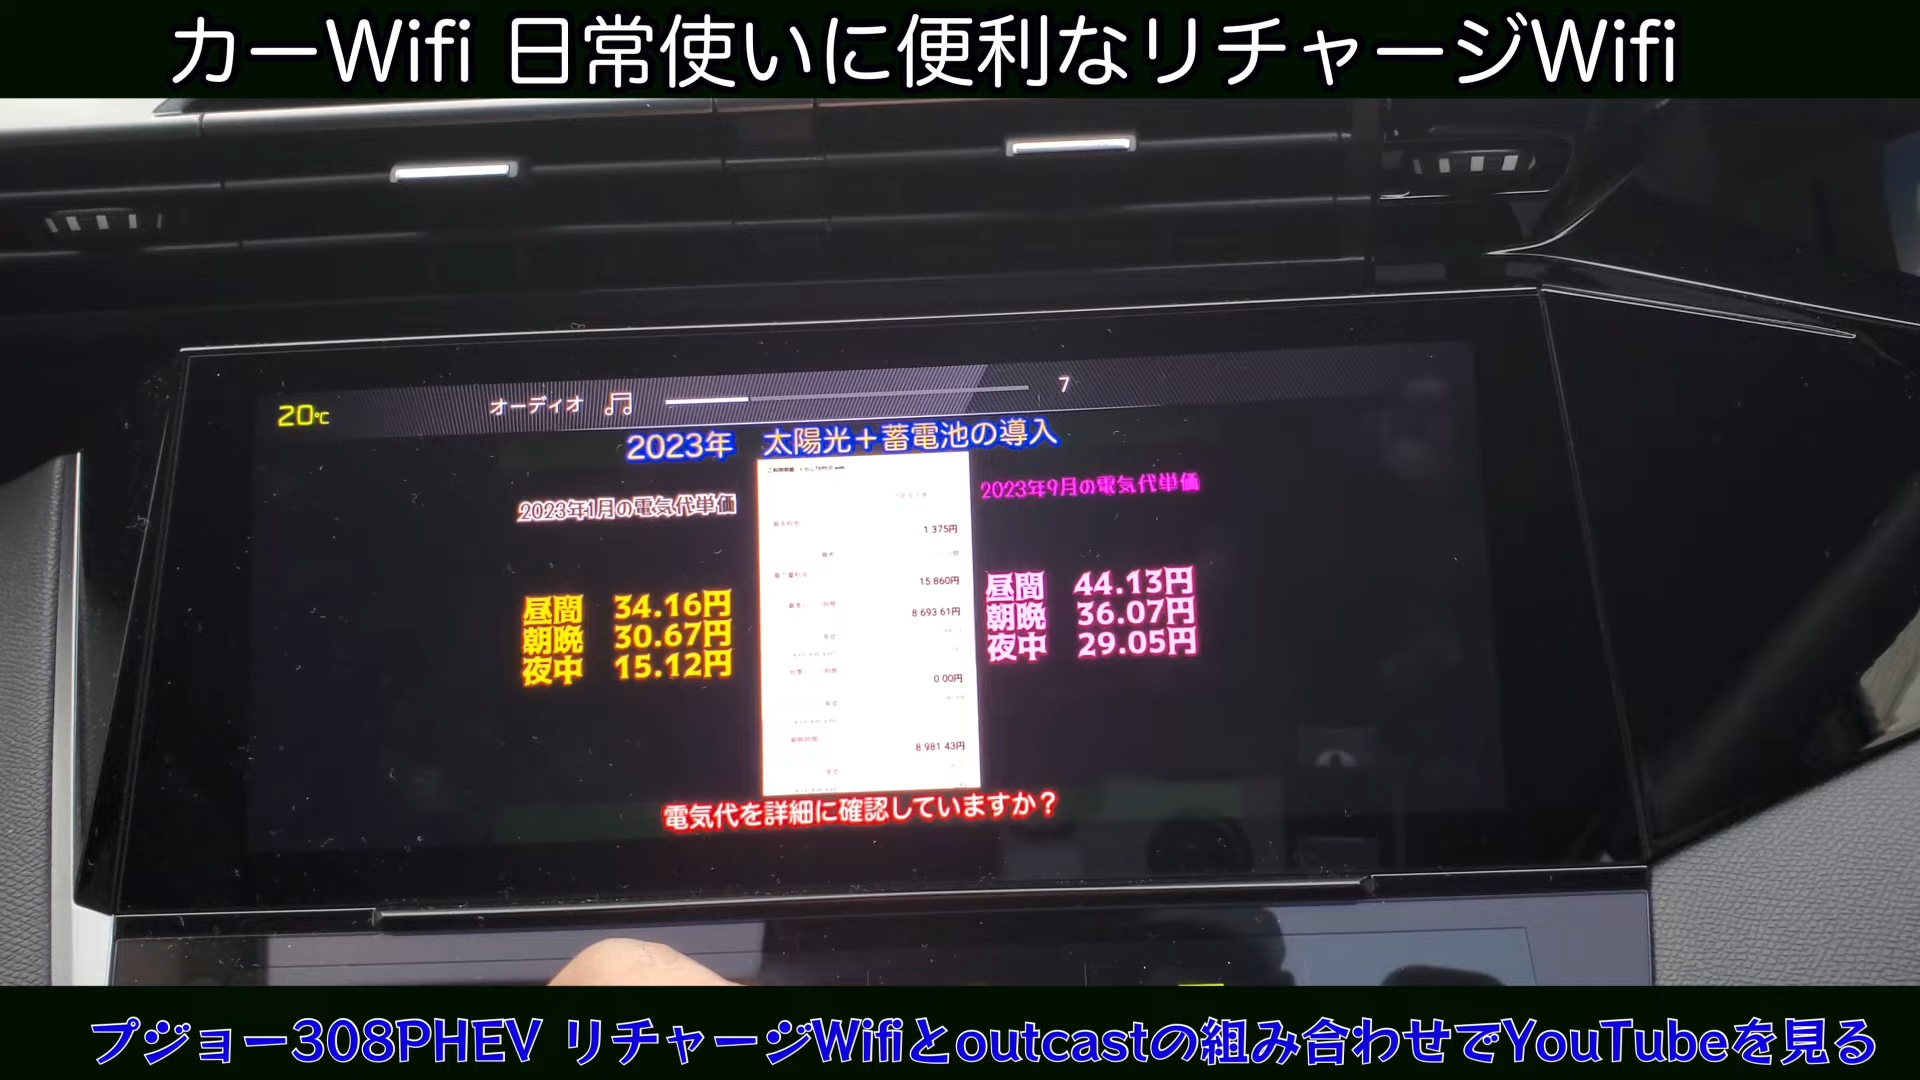 カーWifi 日常使いに便利なリチャージWifi
20℃
オーディオ
7
2023年 太陽光＋蓄電池の導入
2023年1月の電気代単価
昼間 34.16円
朝晩 30.67円
夜中 15.12円
1,375円
15,860円
8,693.61円
0.00円
8,981.43円
2023年9月の電気代単価
昼間 44.13円
朝晩 36.07円
夜中 29.05円
電気代を詳細に確認していますか？
プジョー308PHEV リチャージWifiとoutcastの組み合わせでYouTubeを見る